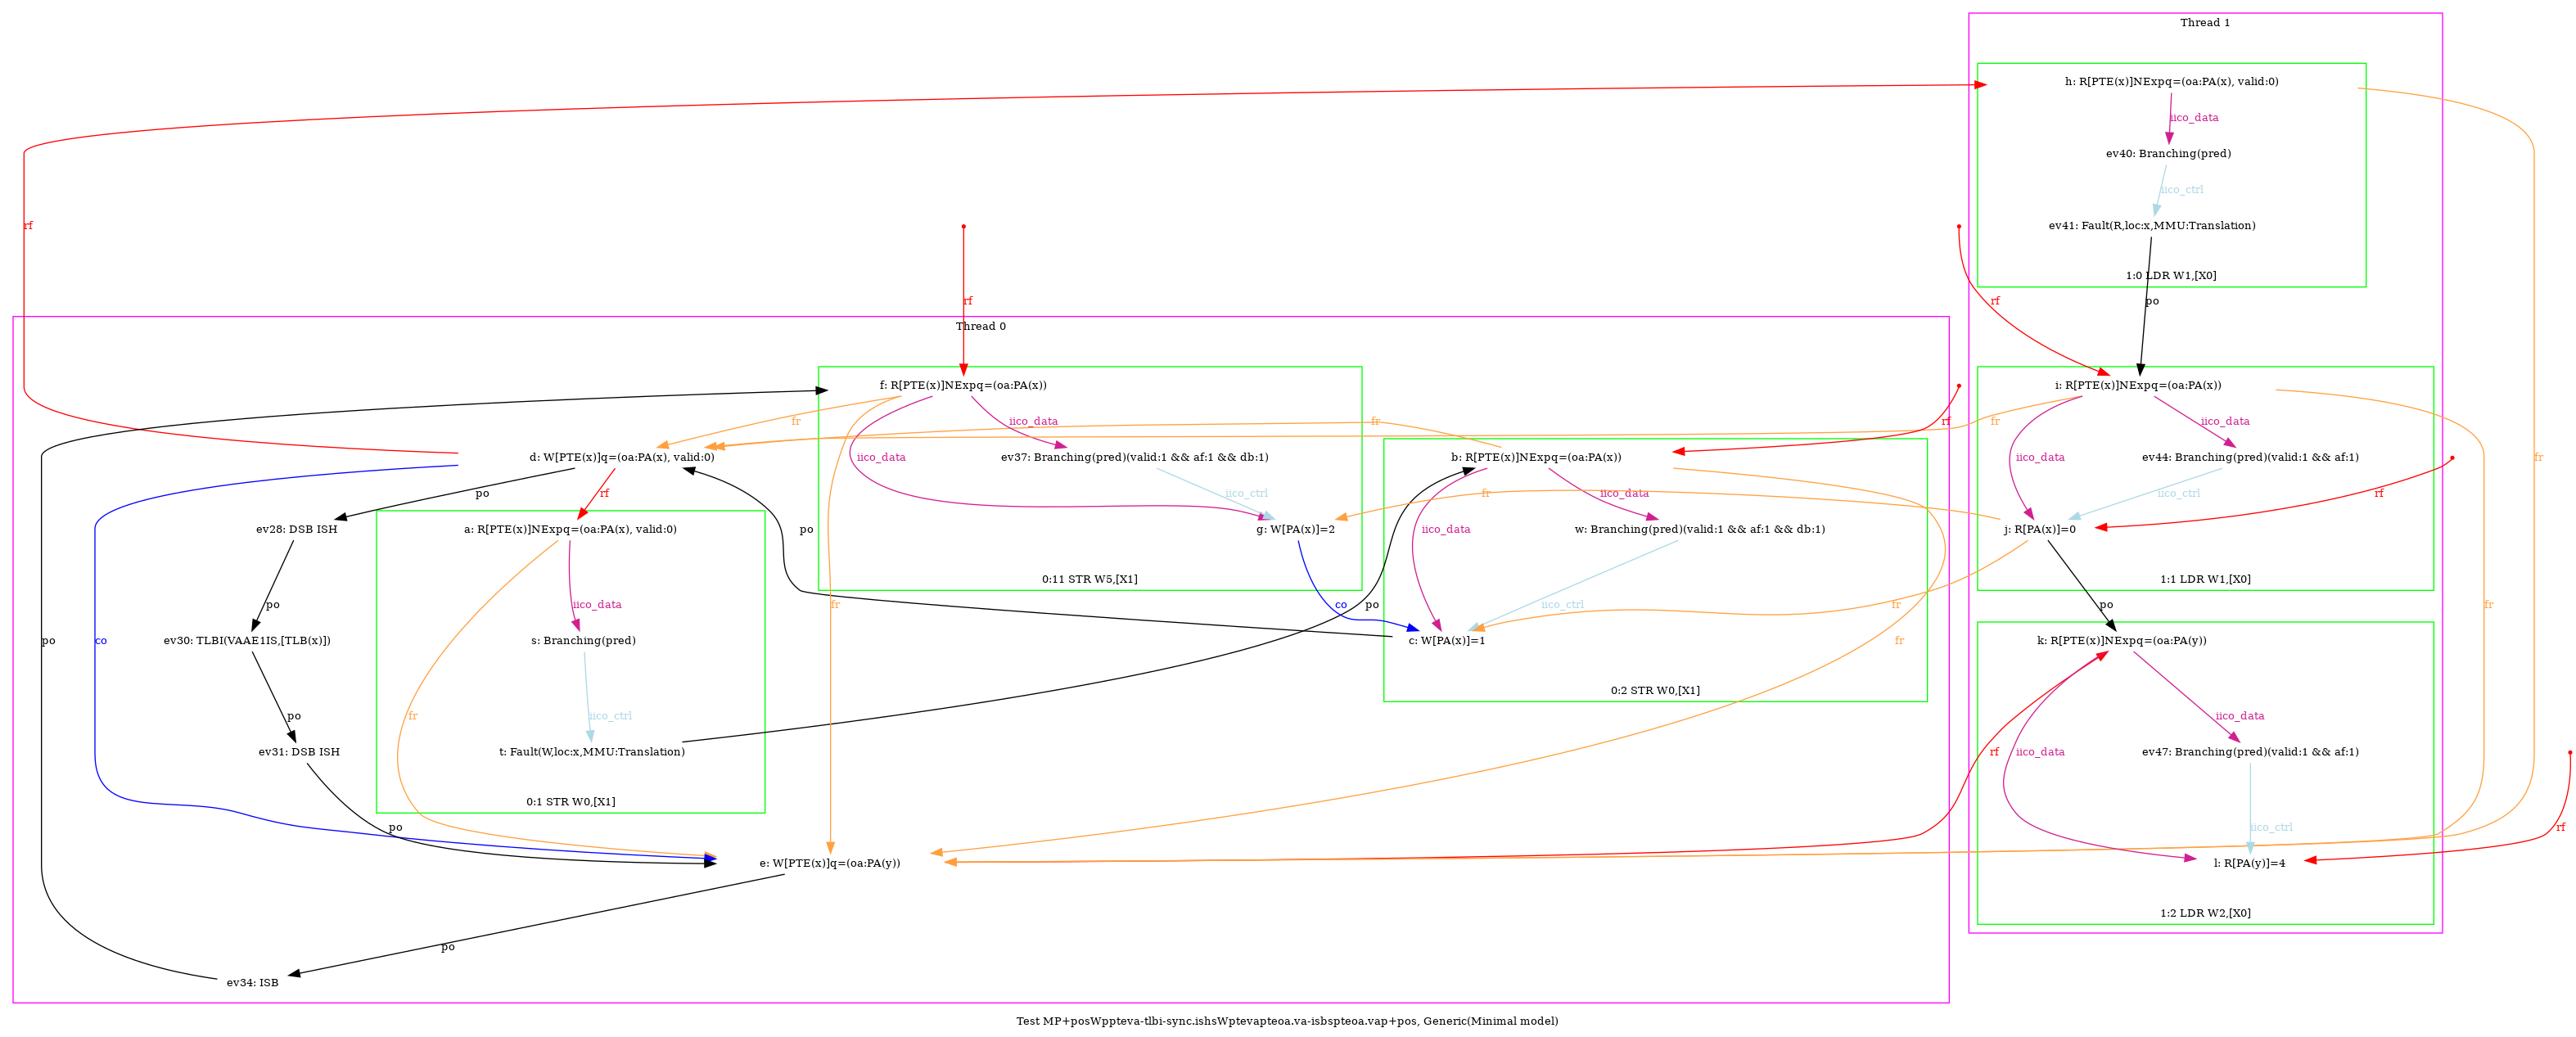 Thread 1
h: R[PTE(x)]NExpq=(oa:PA(x), valid:0)
iico_data
ev40: Branching(pred)
iico_ctrl
rf
ev41: Fault(R,loc:x,MMU:Translation)
1:0 LDR W1,[X0]
rf
rf
po
Thread 0
f: R[PTE(x)]NExpq=(oa:PA(x))
i: R[PTE(x)]NExpq=(oa:PA(x))
fr
iico_data
fr
rf
fr
iico_data
d: W[PTE(x)]q=(oa:PA(x), valid:0)
iico_data
ev37: Branching(pred)(valid:1 && af:1 && db:1)
b: R[PTE(x)]NExpq=(oa:PA(x))
iico_data
ev44: Branching(pred)(valid:1 && af:1)
fr
po
rf
iico_ctrl
fr
iico_data
iico_ctrl
rf
ev28: DSB ISH
a: R[PTE(x)]NExpq=(oa:PA(x), valid:0)
po
g: W[PA(x)]=2
iico_data
w: Branching(pred)(valid:1 && af:1 && db:1)
j: R[PA(x)]=0
0:11 STR W5,[X1]
1:1 LDR W1,[X0]
po
iico_data
fr
co
po
iico_ctrl
fr
po
fr
po
co
ev30: TLBI(VAAE1IS,[TLB(x)])
s: Branching(pred)
c: W[PA(x)]=1
fr
k: R[PTE(x)]NExpq=(oa:PA(y))
0:2 STR W0,[X1]
po
fr
iico_ctrl
iico_data
ev31: DSB ISH
t: Fault(W,loc:x,MMU:Translation)
rf
iico_data
ev47: Branching(pred)(valid:1 && af:1)
0:1 STR W0,[X1]
po
iico_ctrl
rf
e: W[PTE(x)]q=(oa:PA(y))
l: R[PA(y)]=4
1:2 LDR W2,[X0]
po
ev34: ISB
Test MP+posWppteva-tlbi-sync.ishsWptevapteoa.va-isbspteoa.vap+pos, Generic(Minimal model)